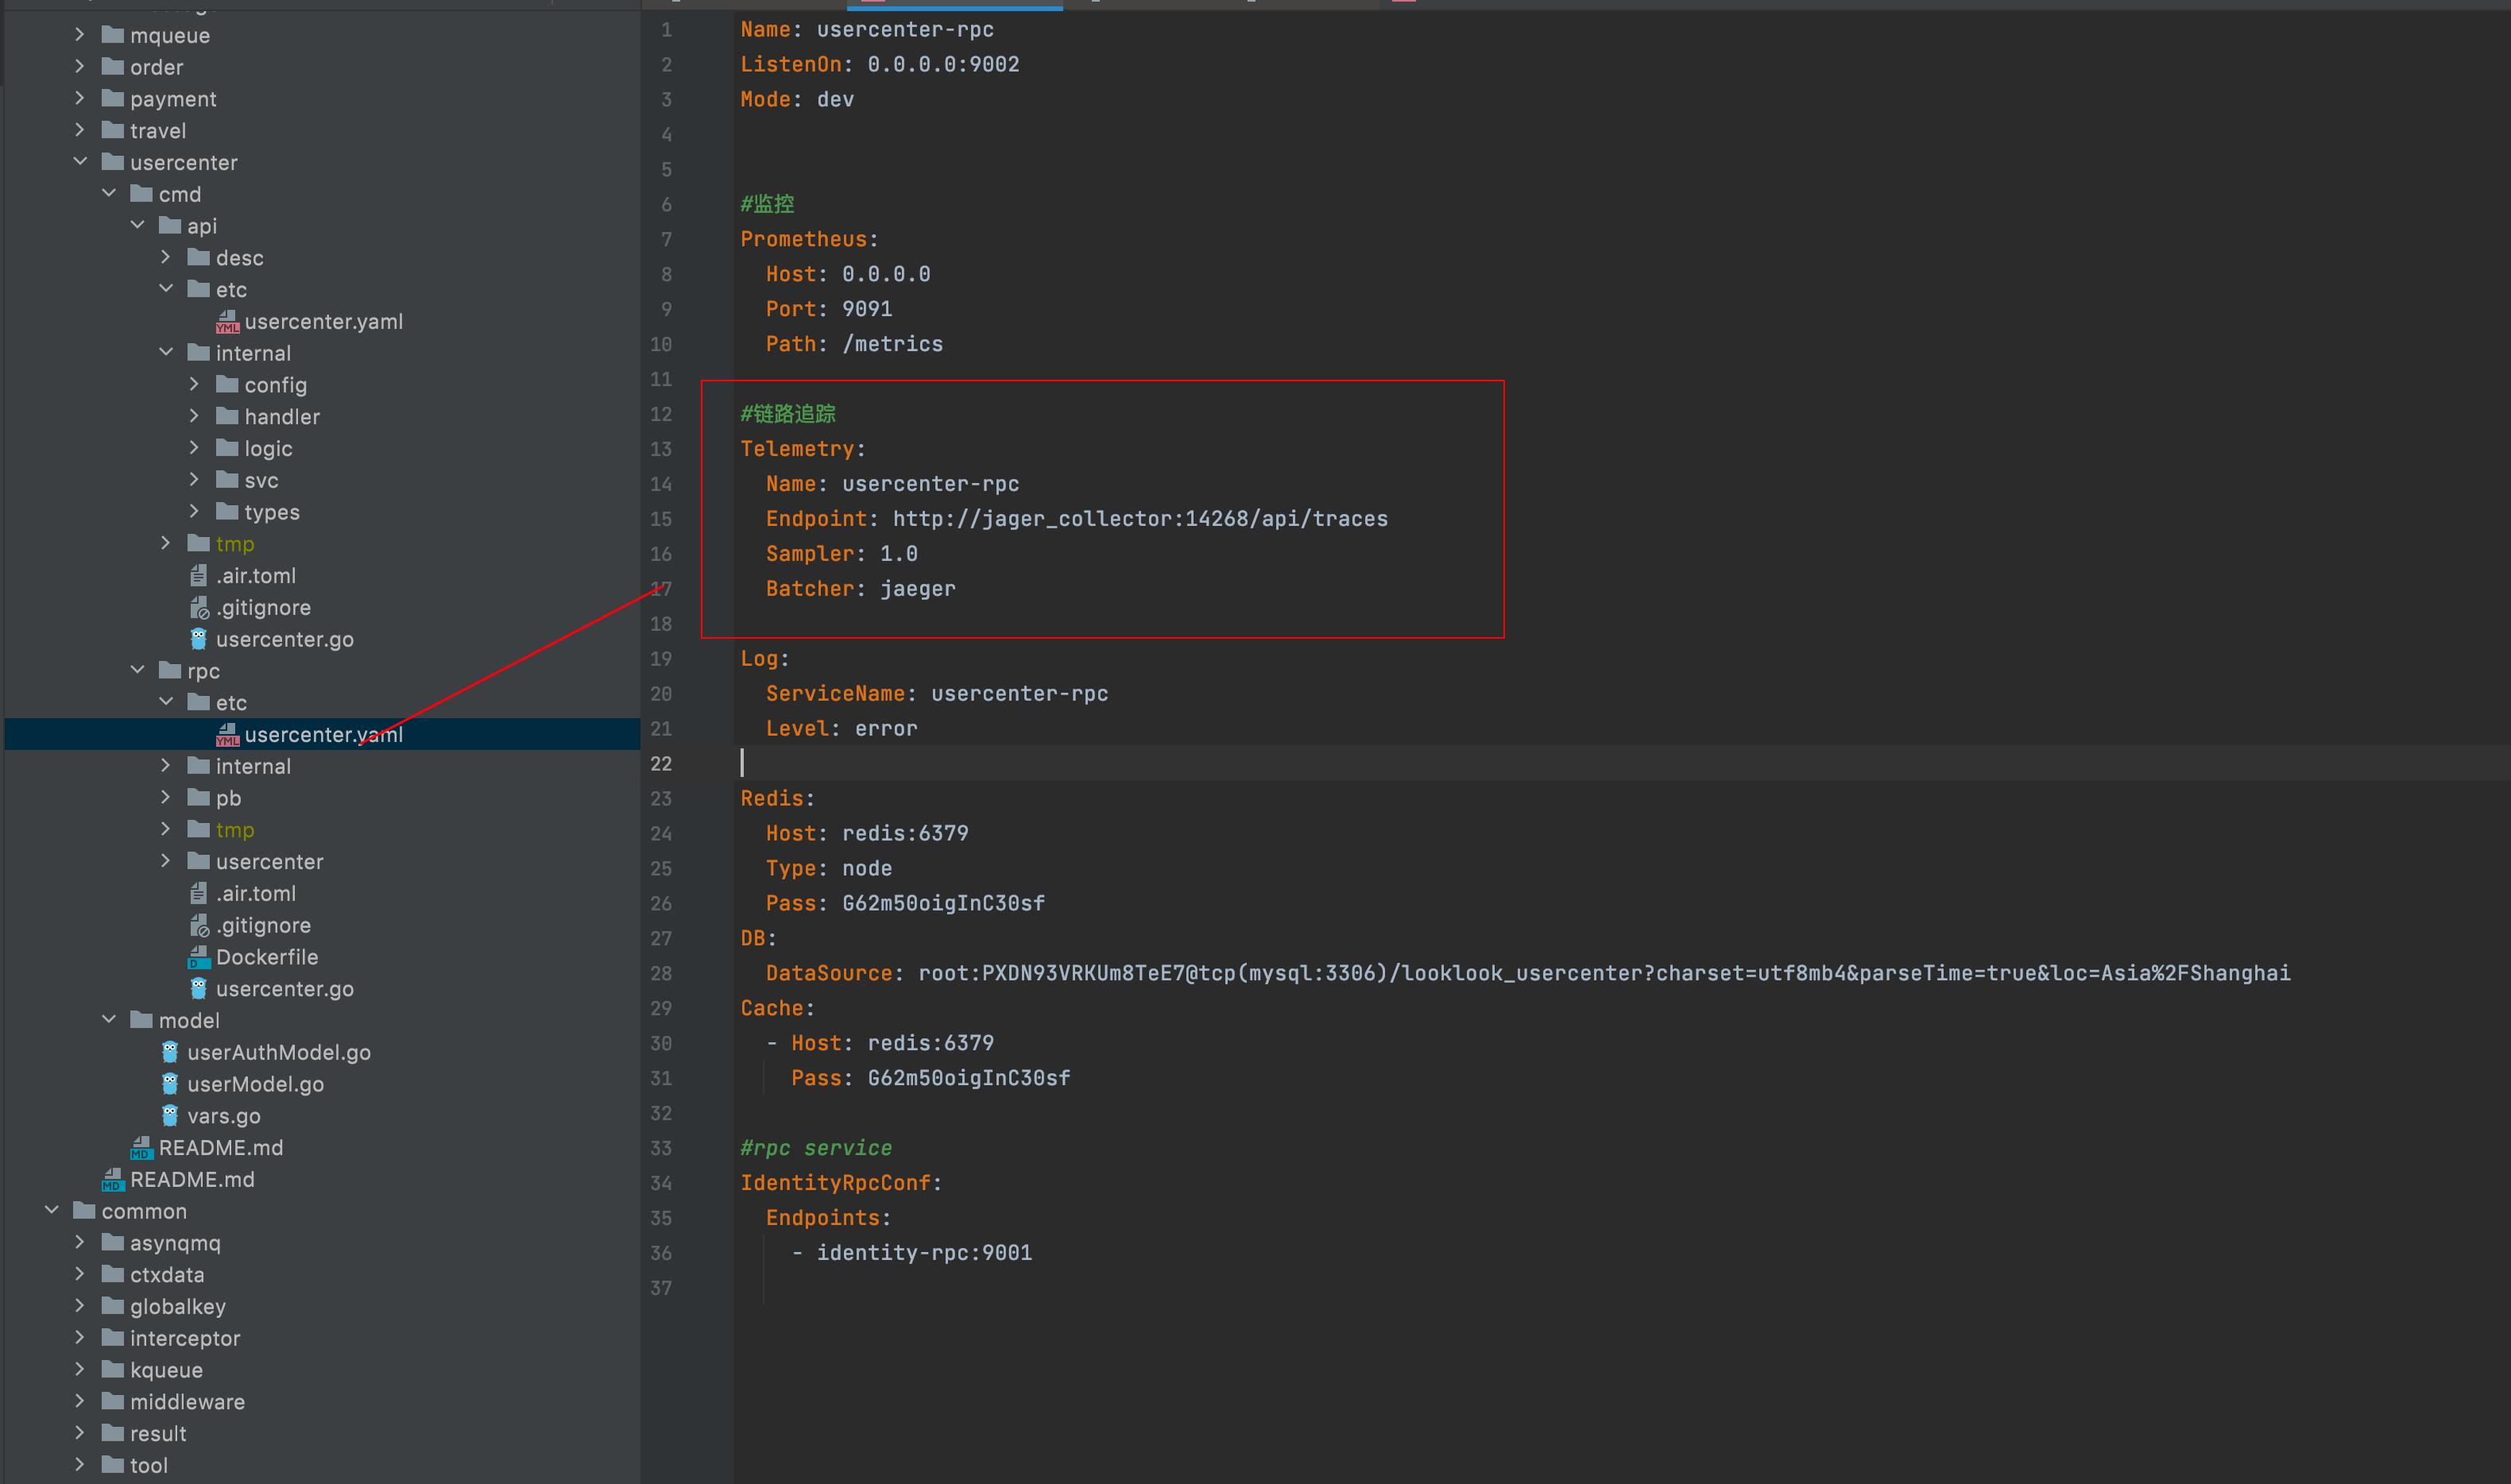 mqueue
order
payment
travel
usercenter
cmd
api
desc
etc
usercenter.yaml
internal
config
handler
logic
svc
types
tmp
.air.toml
.gitignore
usercenter.go
rpc
etc
usercenter.yaml
internal
pb
tmp
usercenter
.air.toml
.gitignore
Dockerfile
usercenter.go
model
userAuthModel.go
userModel.go
vars.go
README.md
README.md
common
asynqmq
ctxdata
globalkey
interceptor
kqueue
middleware
result
tool
1 Name: usercenter-rpc
2 ListenOn: 0.0.0.0:9002
3 Mode: dev
4
5
6 #监控
7 Prometheus:
8 Host: 0.0.0.0
9 Port: 9091
10 Path: /metrics
11
12 #链路追踪
13 Telemetry:
14 Name: usercenter-rpc
15 Endpoint: http://jager_collector:14268/api/traces
16 Sampler: 1.0
17 Batcher: jaeger
18
19 Log:
20 ServiceName: usercenter-rpc
21 Level: error
22
23 Redis:
24 Host: redis:6379
25 Type: node
26 Pass: G62m50oigInC30sf
27 DB:
28 DataSource: root:PXDN93VRKUm8TeE7@tcp(mysql:3306)/looklook_usercenter?charset=utf8mb4&parseTime=true&loc=Asia%2FShanghai
29 Cache:
30 - Host: redis:6379
31 Pass: G62m50oigInC30sf
32
33 #rpc service
34 IdentityRpcConf:
35 Endpoints:
36 - identity-rpc:9001
37